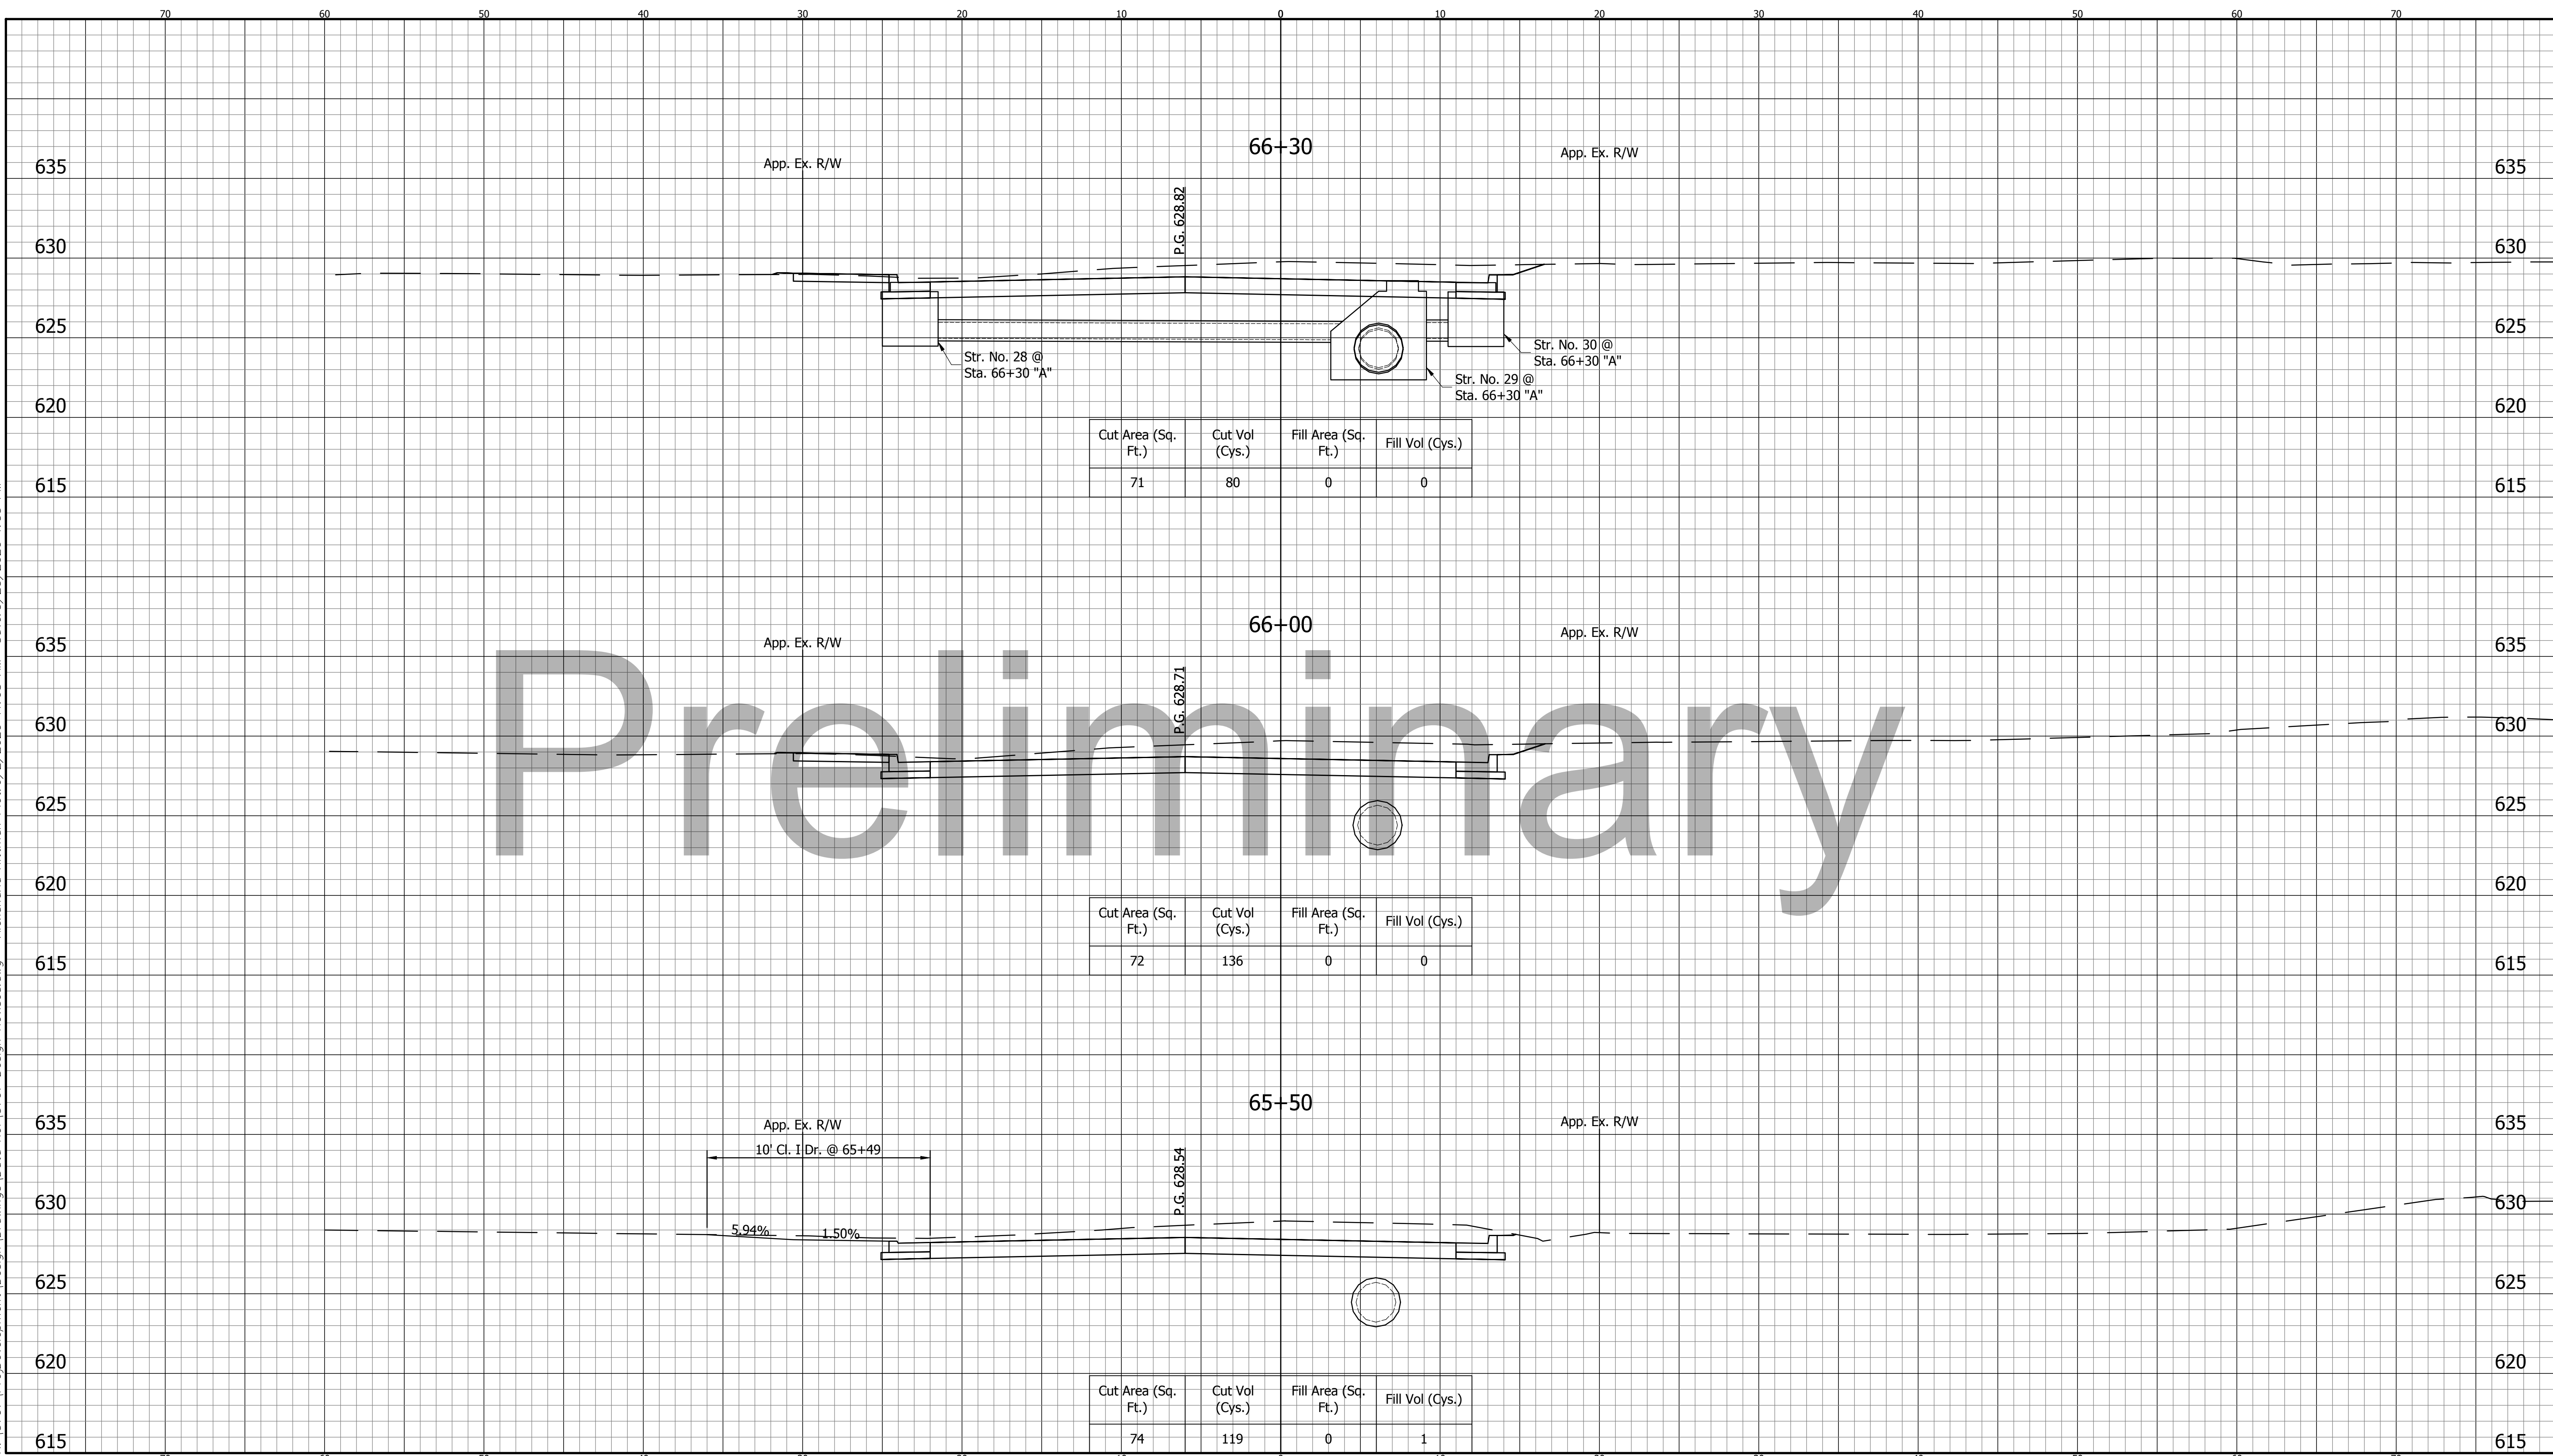 70 60 50 40 30 20 10 0 10 20 30 40 50 60 70
66+30
App. Ex. R/W
App. Ex. R/W
635 635
P.G. 628.82
630 630
625 625
Str. No. 28 @
Sta. 66+30 "A"
Str. No. 30 @
Sta. 66+30 "A"
Str. No. 29 @
Sta. 66+30 "A"
620 620
Cut Area (Sq. Ft.) Cut Vol (Cys.) Fill Area (Sq. Ft.) Fill Vol (Cys.)
71 80 0 0
615 615
66+00
App. Ex. R/W
App. Ex. R/W
635 635
P.G. 628.71
630 630
Preliminary
625 625
620 620
Cut Area (Sq. Ft.) Cut Vol (Cys.) Fill Area (Sq. Ft.) Fill Vol (Cys.)
72 136 0 0
615 615
65+50
App. Ex. R/W
App. Ex. R/W
635 635
10' Cl. I Dr. @ 65+49
P.G. 628.54
630 630
5.94% 1.50%
625 625
620 620
Cut Area (Sq. Ft.) Cut Vol (Cys.) Fill Area (Sq. Ft.) Fill Vol (Cys.)
74 119 0 1
615 615